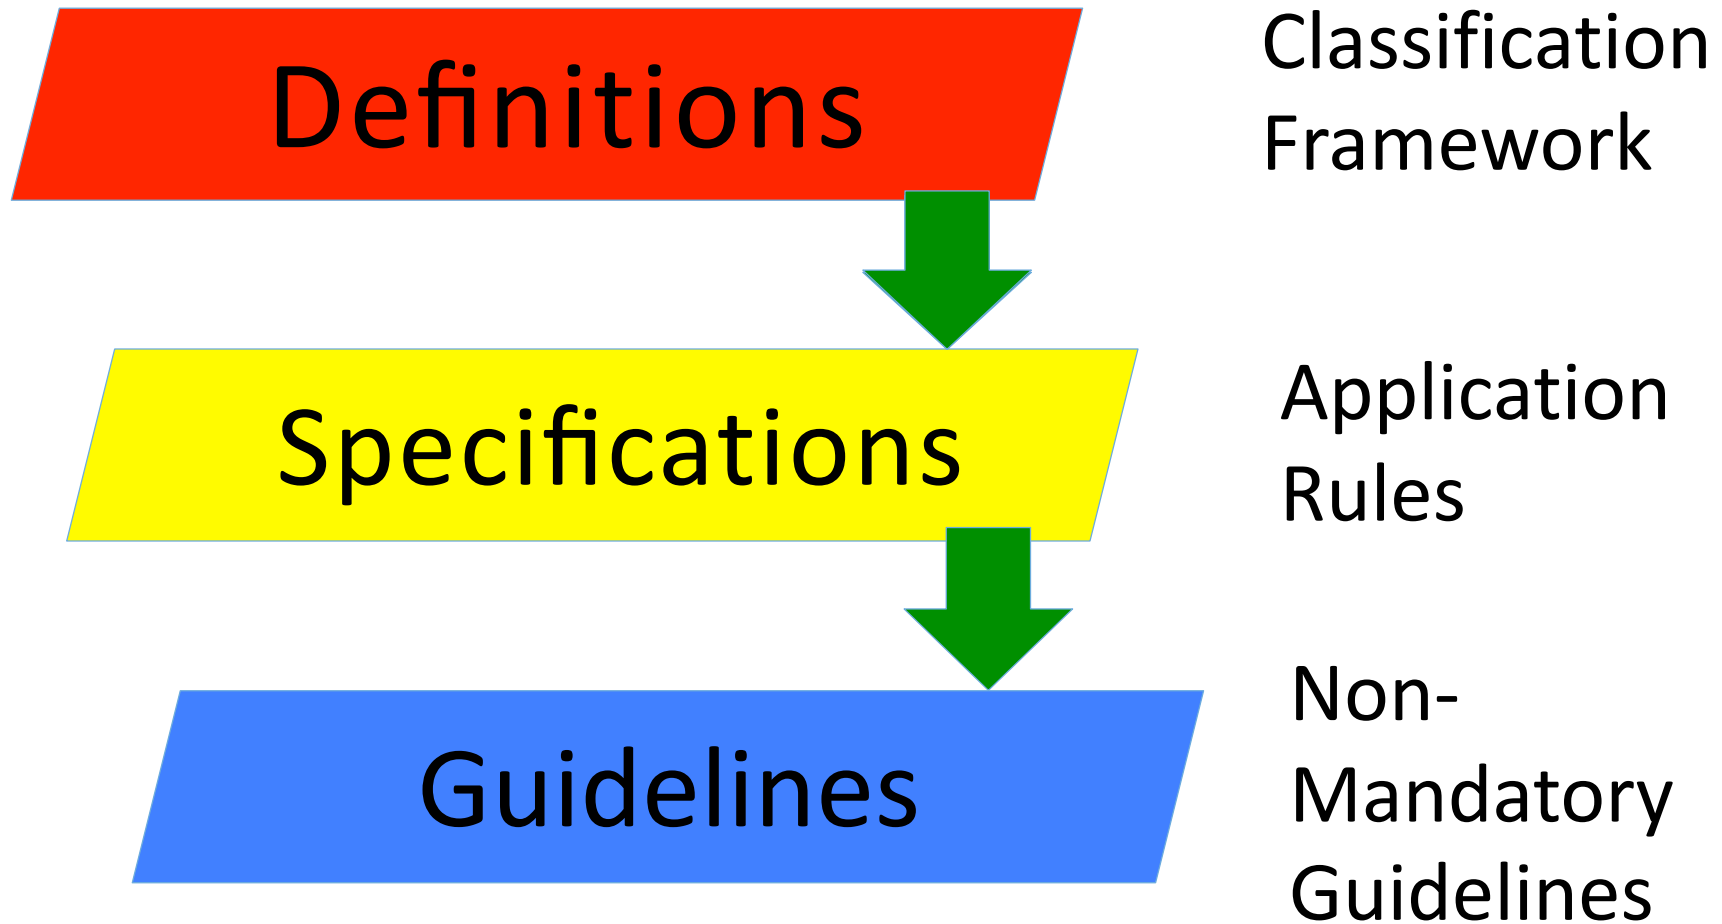 Definitions
Classification
Framework
Specifications
Application
Rules
Guidelines
Non-
Mandatory
Guidelines